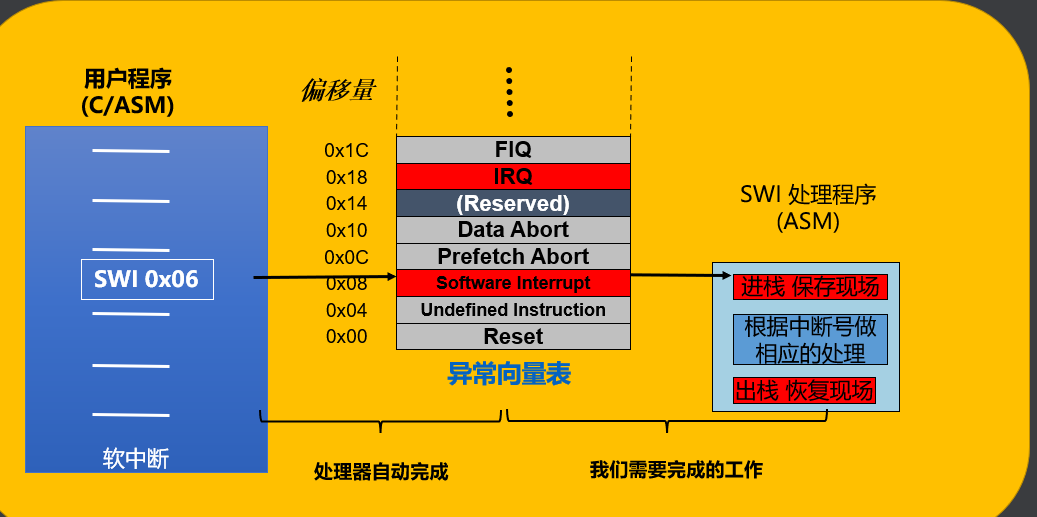 用户程序
(C/ASM)
SWI 0x06
软中断
偏移量
0x1C
FIQ
0x18
IRQ
0x14
(Reserved)
0x10
Data Abort
0x0C
Prefetch Abort
0x08
Software Interrupt
0x04
Undefined Instruction
0x00
Reset
异常向量表
SWI 处理程序
(ASM)
进栈 保存现场
根据中断号做
相应的处理
出栈 恢复现场
处理器自动完成
我们需要完成的工作